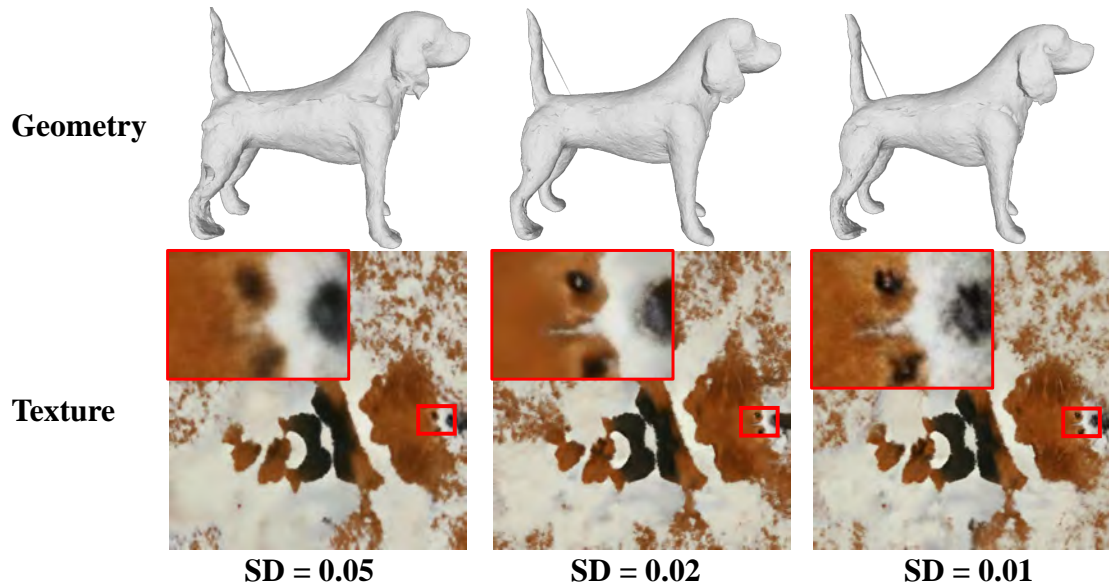 Geometry
Texture
SD = 0.05
SD = 0.02
SD = 0.01